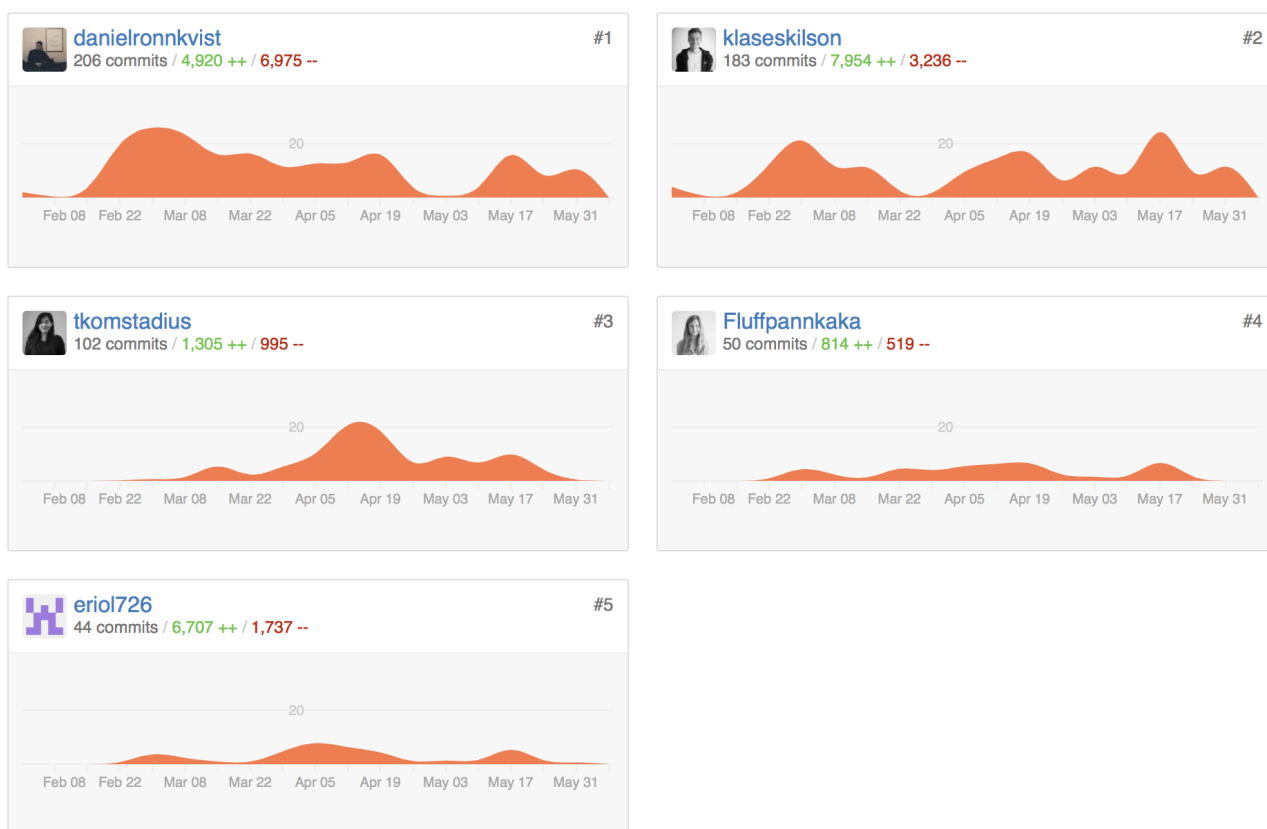 danielronnkvist #1
206 commits / 4,920 ++ / 6,975 --
20
Feb 08 Feb 22 Mar 08 Mar 22 Apr 05 Apr 19 May 03 May 17 May 31
klaseskilson #2
183 commits / 7,954 ++ / 3,236 --
20
Feb 08 Feb 22 Mar 08 Mar 22 Apr 05 Apr 19 May 03 May 17 May 31
tkomstadius #3
102 commits / 1,305 ++ / 995 --
20
Feb 08 Feb 22 Mar 08 Mar 22 Apr 05 Apr 19 May 03 May 17 May 31
Fluffpannkaka #4
50 commits / 814 ++ / 519 --
20
Feb 08 Feb 22 Mar 08 Mar 22 Apr 05 Apr 19 May 03 May 17 May 31
eriol726 #5
44 commits / 6,707 ++ / 1,737 --
20
Feb 08 Feb 22 Mar 08 Mar 22 Apr 05 Apr 19 May 03 May 17 May 31